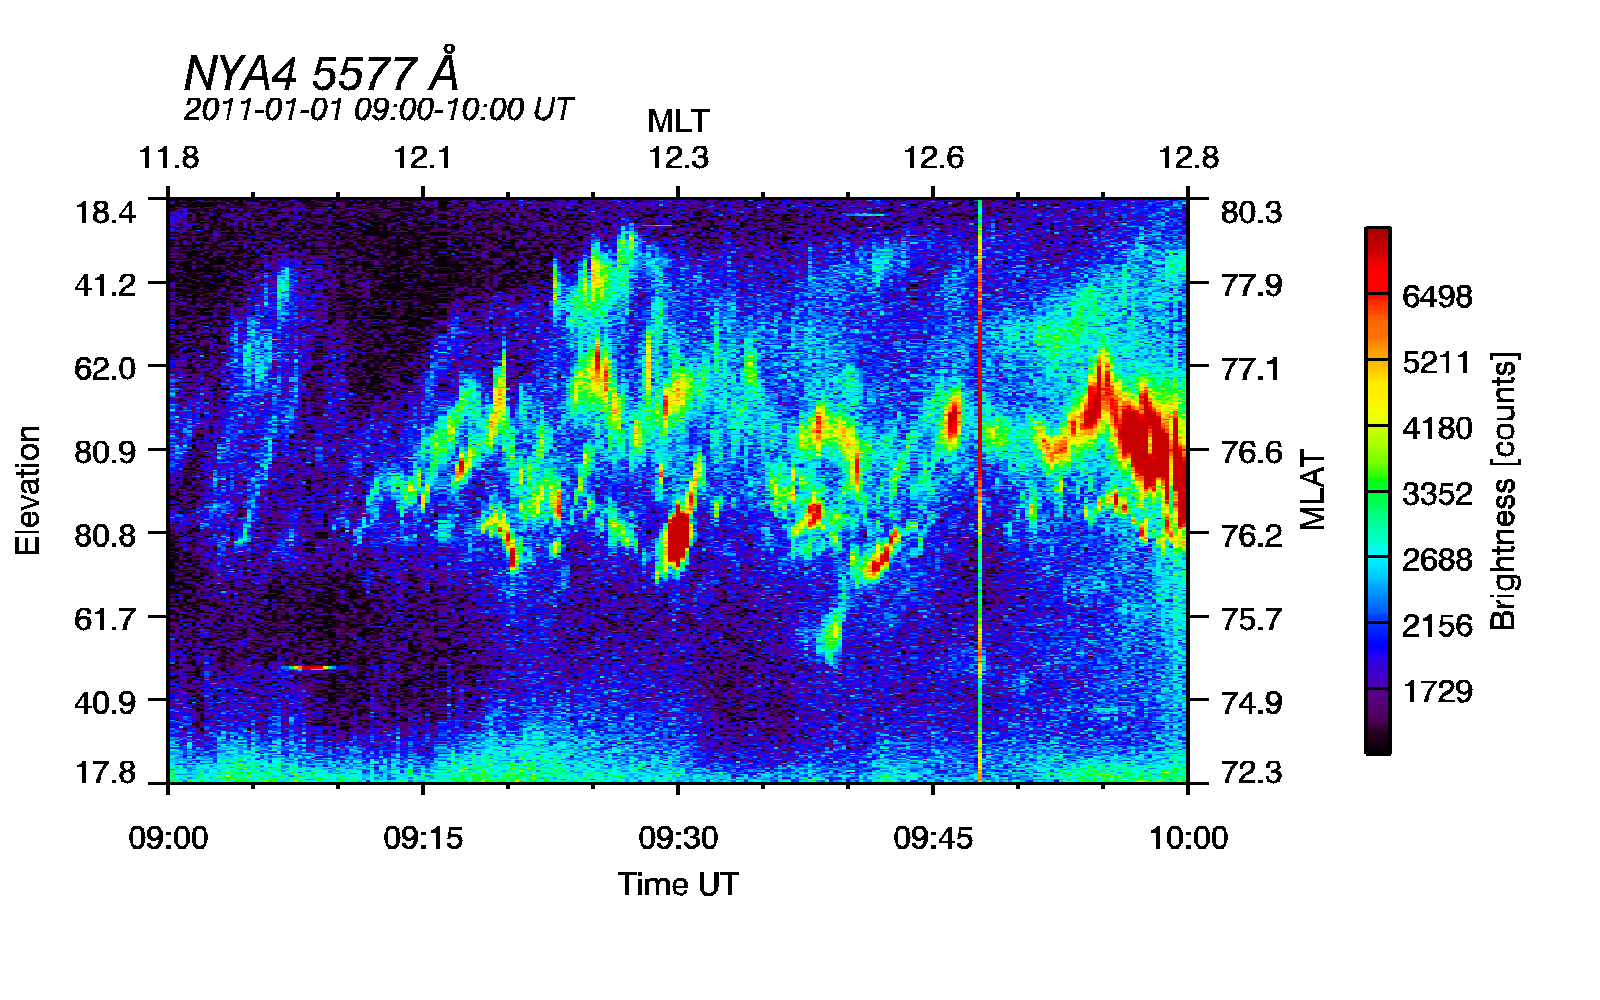 NYA4 5577 Å
2011-01-01 09:00-10:00 UT
MLT
11.8 12.1 12.3 12.6 12.8
18.4
41.2
62.0
80.9
80.8
61.7
40.9
17.8
Elevation
80.3
77.9
77.1
76.6
76.2
75.7
74.9
72.3
MLAT
6498
5211
4180
3352
2688
2156
1729
Brightness [counts]
09:00 09:15 09:30 09:45 10:00
Time UT